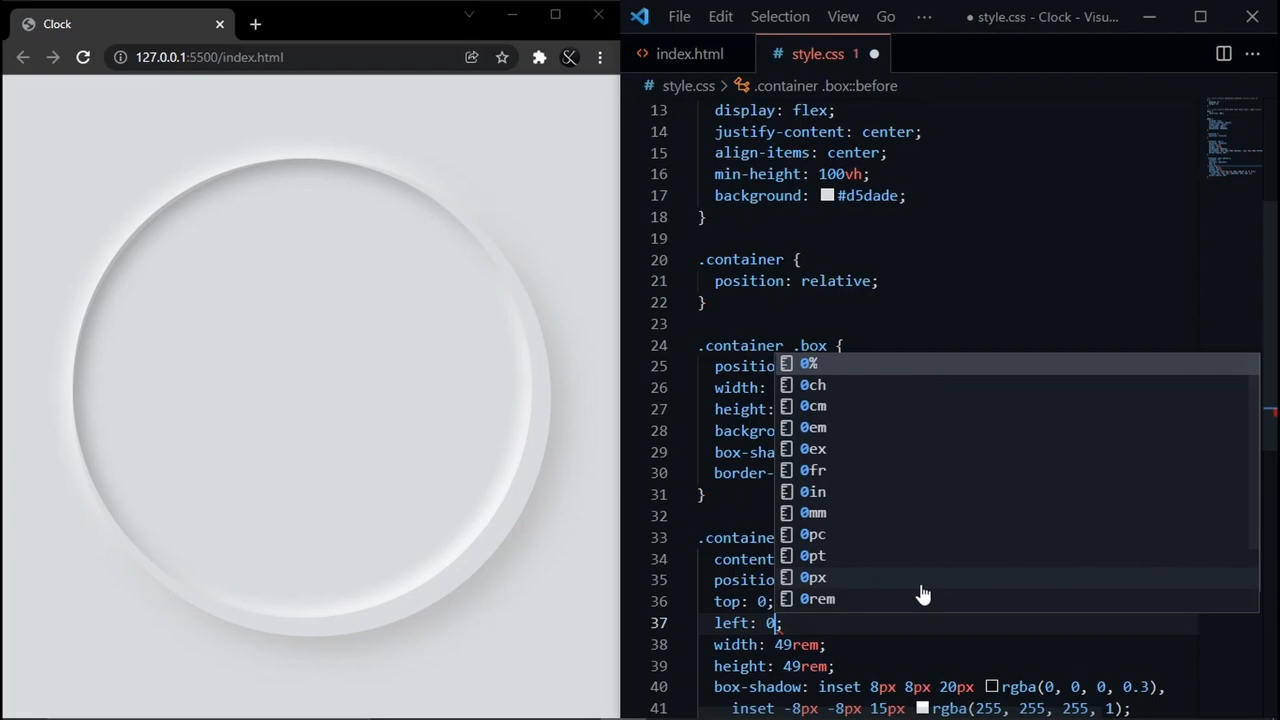 Clock
127.0.0.1:5500/index.html
File Edit Selection View Go ··· ● style.css - Clock - Visu...
index.html # style.css 1 ●
# style.css > .container .box::before
13 display: flex;
14 justify-content: center;
15 align-items: center;
16 min-height: 100vh;
17 background: #d5dade;
18 }
19
20 .container {
21 position: relative;
22 }
23
24 .container .box {
25 positio
26 width:
27 height:
28 backgro
29 box-sha
30 border-
31 }
32
33 .containe
34 content
35 positio
36 top: 0;
37 left: 0;
38 width: 49rem;
39 height: 49rem;
40 box-shadow: inset 8px 8px 20px rgba(0, 0, 0, 0.3),
41 inset -8px -8px 15px rgba(255, 255, 255, 1);
0%
0ch
0cm
0em
0ex
0fr
0in
0mm
0pc
0pt
0px
0rem